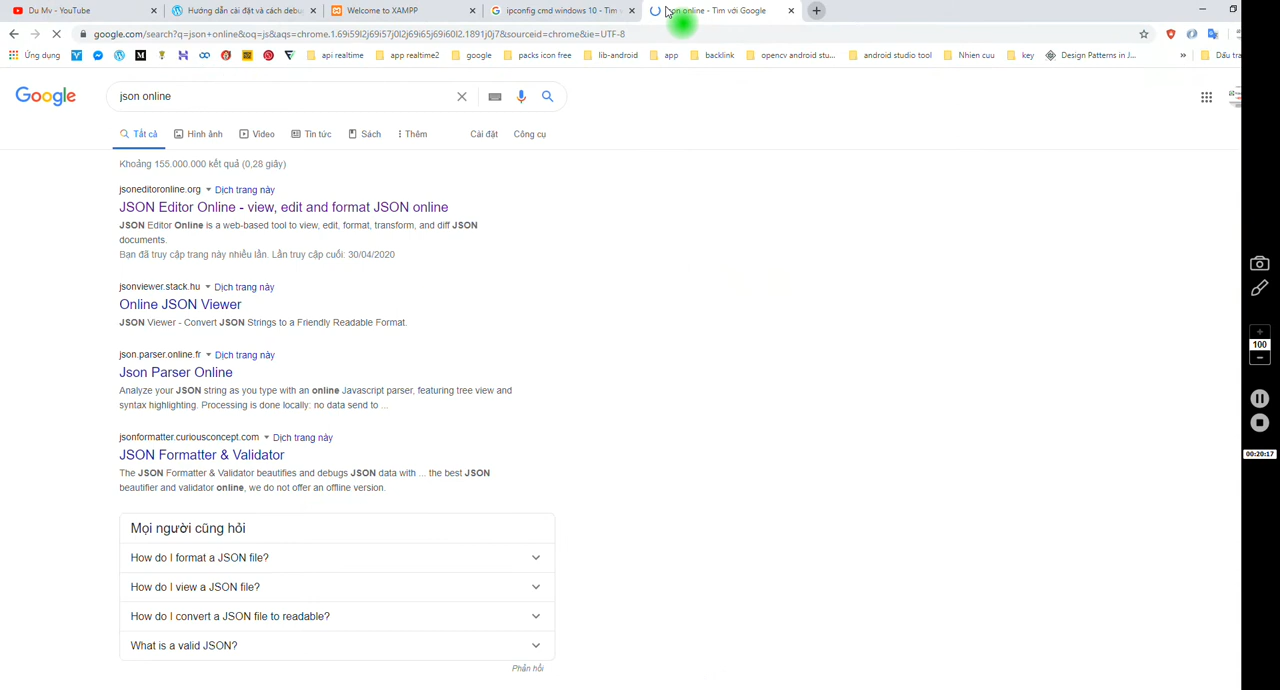 Du Mv - YouTube
Hướng dẫn cài đặt và cách debu
Welcome to XAMPP
ipconfig cmd windows 10 - Tìm v
json online - Tìm với Google
google.com/search?q=json+online&oq=js&aqs=chrome.1.69i59l2j69i57j0l2j69i65j69i60l2.1891j0j7&sourceid=chrome&ie=UTF-8
Ứng dụng
api realtime
app realtime2
google
packs icon free
lib-android
app
backlink
opencv android stu...
android studio tool
Nhien cuu
key
Design Patterns in J...
»
Dấu tra
Google
json online
Tất cả
Hình ảnh
Video
Tin tức
Sách
Thêm
Cài đặt
Công cụ
Khoảng 155.000.000 kết quả (0,28 giây)
jsoneditoronline.org Dịch trang này
JSON Editor Online - view, edit and format JSON online
JSON Editor Online is a web-based tool to view, edit, format, transform, and diff JSON
documents.
Bạn đã truy cập trang này nhiều lần. Lần truy cập cuối: 30/04/2020
jsonviewer.stack.hu Dịch trang này
Online JSON Viewer
JSON Viewer - Convert JSON Strings to a Friendly Readable Format.
json.parser.online.fr Dịch trang này
Json Parser Online
Analyze your JSON string as you type with an online Javascript parser, featuring tree view and
syntax highlighting. Processing is done locally: no data send to ...
jsonformatter.curiousconcept.com Dịch trang này
JSON Formatter & Validator
The JSON Formatter & Validator beautifies and debugs JSON data with ... the best JSON
beautifier and validator online, we do not offer an offline version.
Mọi người cũng hỏi
How do I format a JSON file?
How do I view a JSON file?
How do I convert a JSON file to readable?
What is a valid JSON?
Phản hồi
100
00:20:17